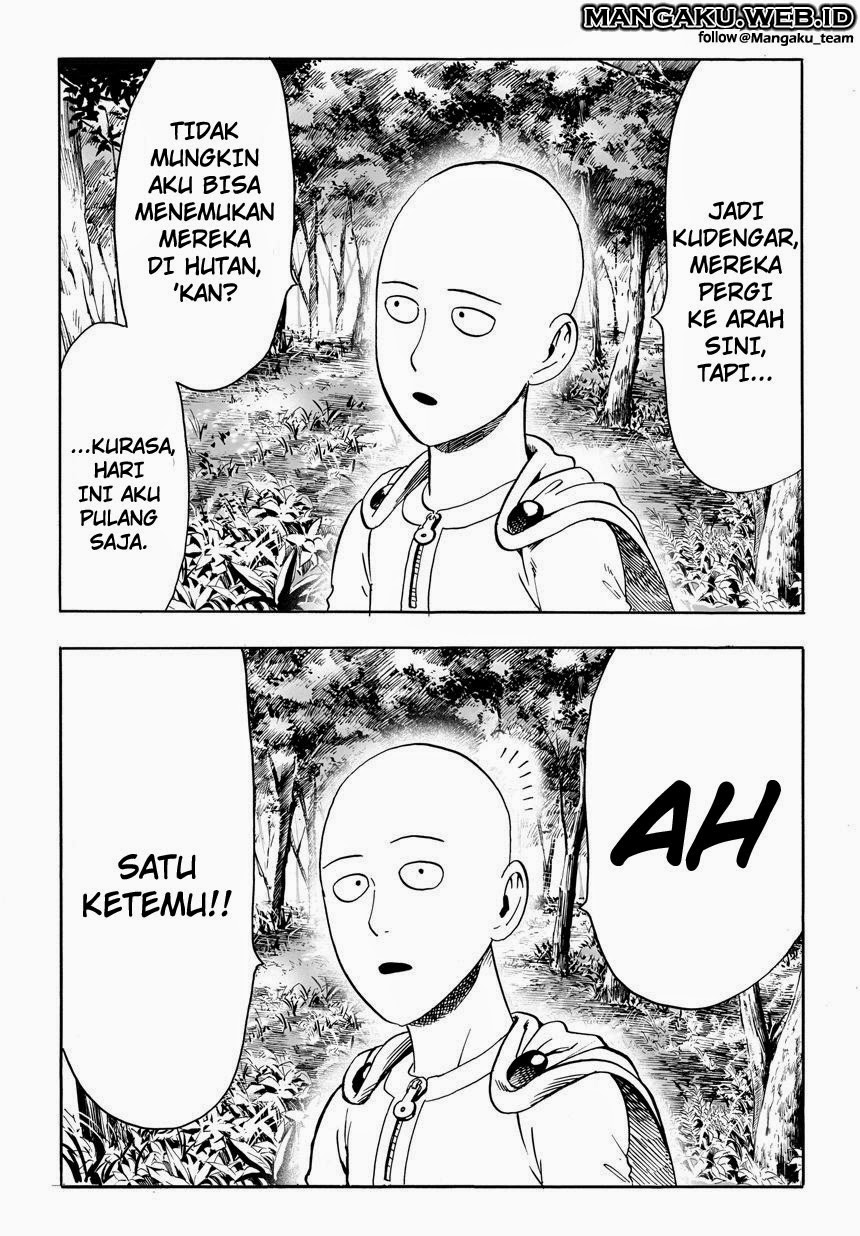 MANGAKU.WEB.ID
follow @Mangaku_team
JADI
KUDENGAR,
MEREKA
PERGI
KE ARAH
SINI,
TAPI...
TIDAK
MUNGKIN
AKU BISA
MENEMUKAN
MEREKA
DI HUTAN,
'KAN?
...KURASA,
HARI
INI AKU
PULANG
SAJA.
AH
SATU
KETEMU!!